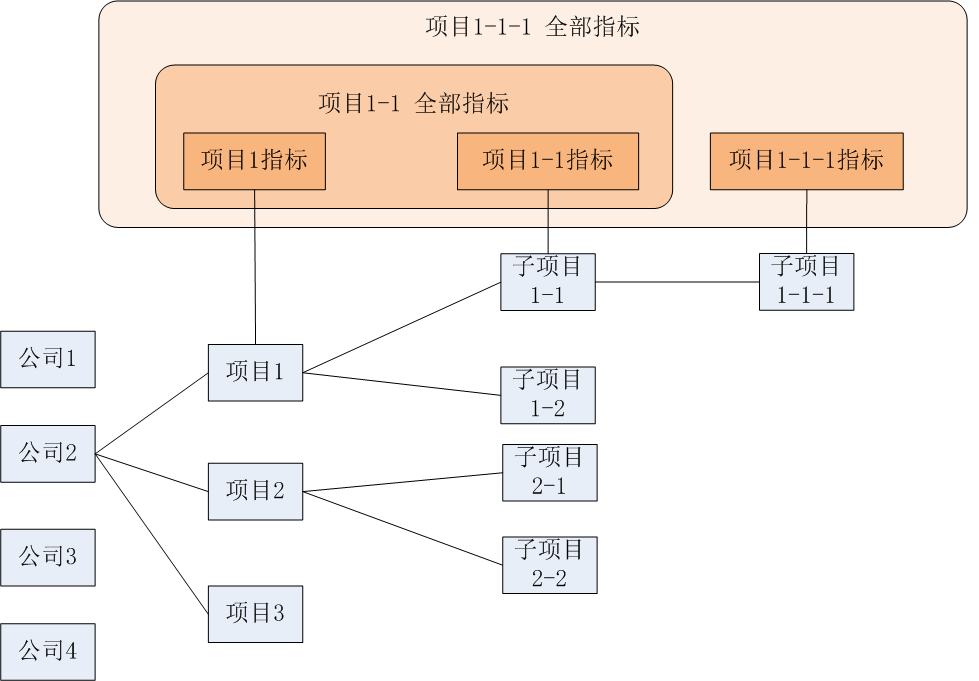 项目1-1-1 全部指标
项目1-1 全部指标
项目1指标
项目1-1指标
项目1-1-1指标
子项目
1-1
子项目
1-1-1
公司1
项目1
子项目
1-2
公司2
项目2
子项目
2-1
公司3
子项目
2-2
项目3
公司4